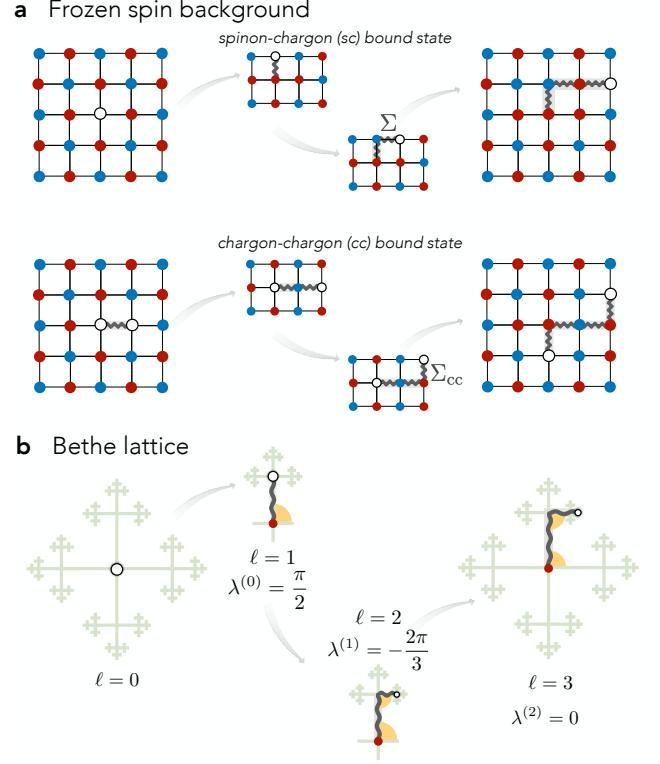 a Frozen spin background
spinon-chargon (sc) bound state
Σ
chargon-chargon (cc) bound state
Σcc
b Bethe lattice
ℓ = 1
λ⁽⁰⁾ = π/2
ℓ = 2
λ⁽¹⁾ = −2π/3
ℓ = 0
ℓ = 3
λ⁽²⁾ = 0